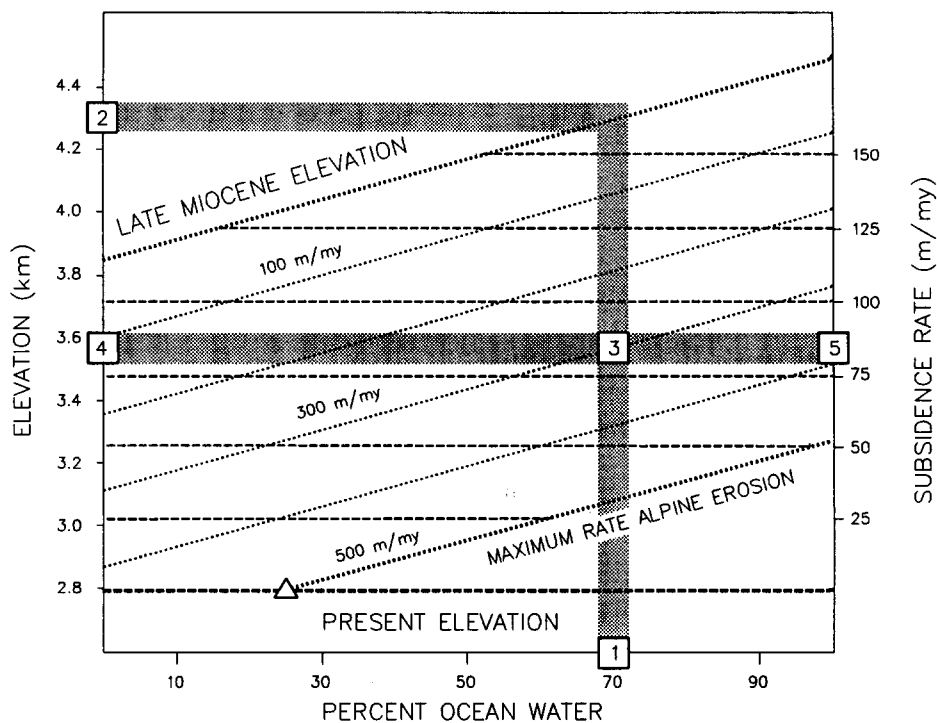 4.4
4.2
4.0
3.8
3.6
3.4
3.2
3.0
2.8
ELEVATION (km)
2
4
LATE MIOCENE ELEVATION
100 m/my
300 m/my
500 m/my
3
5
MAXIMUM RATE ALPINE EROSION
PRESENT ELEVATION
1
150
125
100
75
50
25
SUBSIDENCE RATE (m/my)
10 30 50 70 90
PERCENT OCEAN WATER